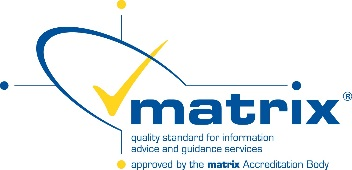 matrix®
quality standard for information
advice and guidance services
approved by the matrix Accreditation Body